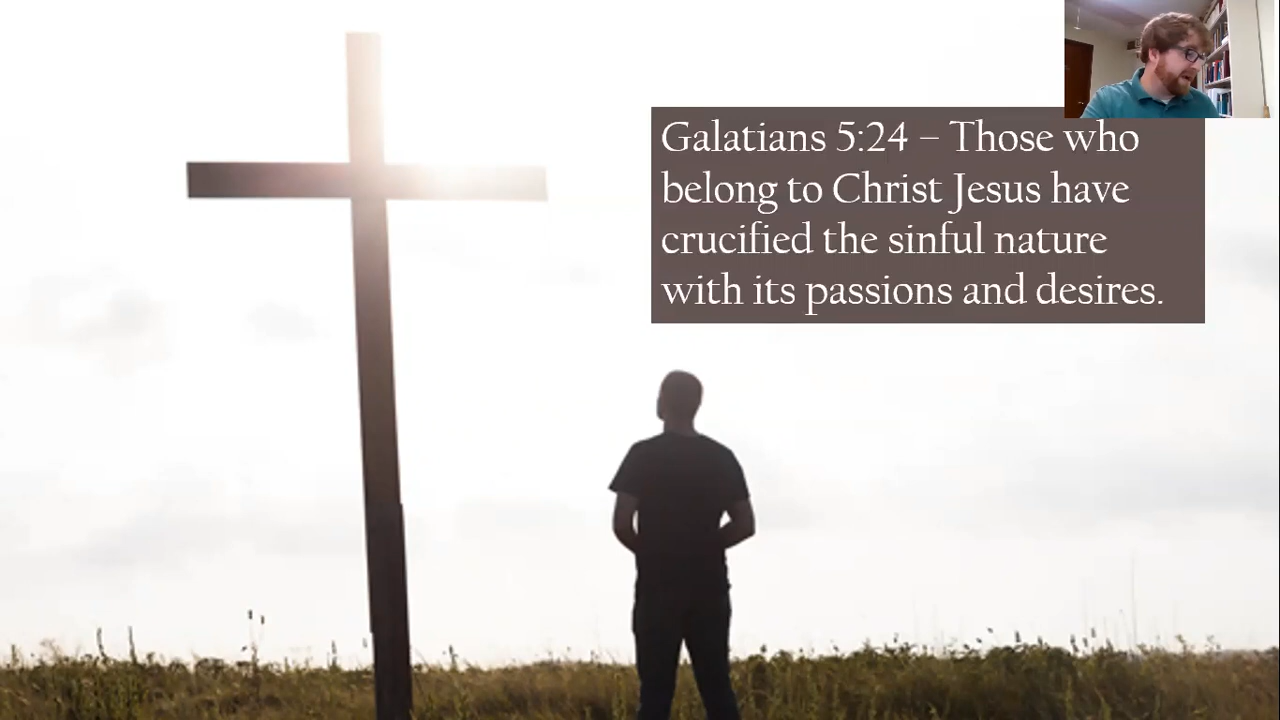 Galatians 5:24 – Those who
belong to Christ Jesus have
crucified the sinful nature
with its passions and desires.